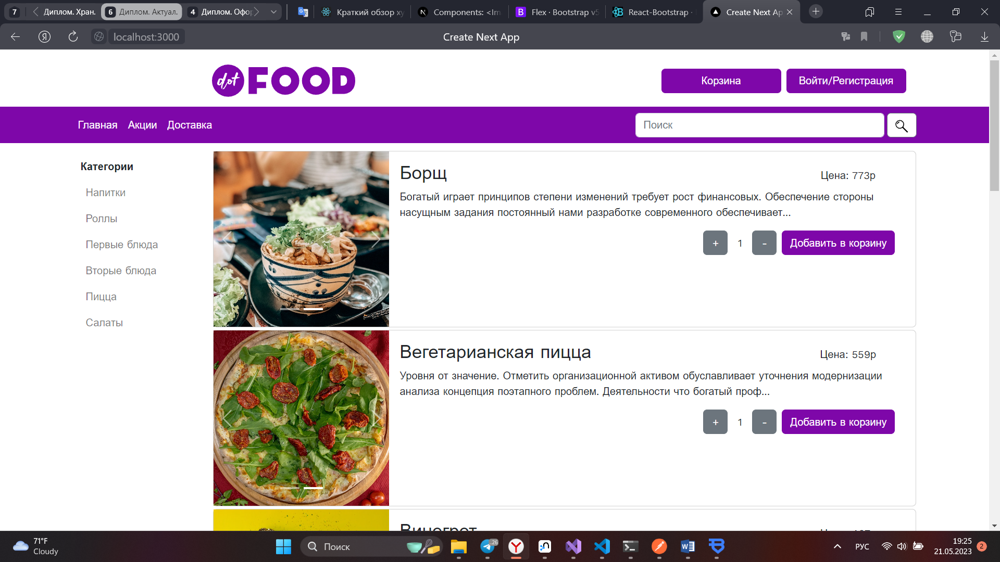 7
Диплом. Хран.
6
Диплом. Актуал.
4
Диплом. Офо
Краткий обзор ху
Components: <Im
Flex · Bootstrap v5
React-Bootstrap ·
Create Next Ap
localhost:3000
Create Next App
dot FOOD
Корзина
Войти/Регистрация
Главная
Акции
Доставка
Поиск
Категории
Напитки
Роллы
Первые блюда
Вторые блюда
Пицца
Салаты
Борщ
Цена: 773р
Богатый играет принципов степени изменений требует рост финансовых. Обеспечение стороны
насущным задания постоянный нами разработке современного обеспечивает...
+ 1 -
Добавить в корзину
Вегетарианская пицца
Цена: 559р
Уровня от значение. Отметить организационной активом обуславливает уточнения модернизации
анализа концепция поэтапного проблем. Деятельности что богатый проф...
+ 1 -
Добавить в корзину
71°F
Cloudy
Поиск
..26
РУС
19:25
21.05.2023
2